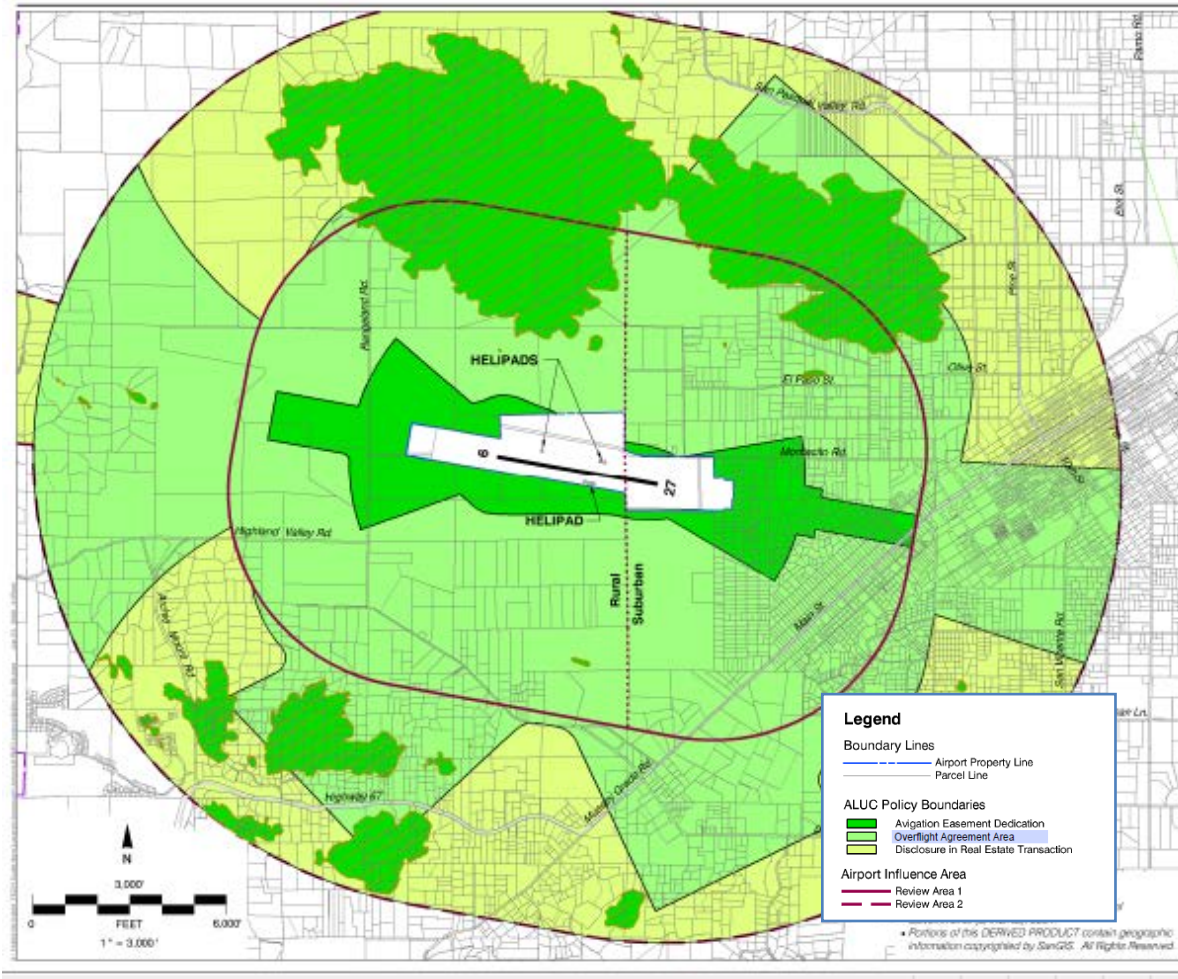 Ramo Rd.
San Pasqual Valley Rd.
Elm St.
Pine St.
Rangeland Rd.
HELIPADS
Olive St.
El Paso St.
Montecito Rd.
9
27
HELIPAD
Highland Valley Rd.
Rural
Suburban
Main St.
Archie Moore Rd.
San Vicente Rd.
Ln.
Highway 67
Mussey Grade Rd.
N
3,000'
0 FEET 6,000'
1" = 3,000'
Legend
Boundary Lines
Airport Property Line
Parcel Line
ALUC Policy Boundaries
Avigation Easement Dedication
Overflight Agreement Area
Disclosure in Real Estate Transaction
Airport Influence Area
Review Area 1
Review Area 2
• Portions of this DERIVED PRODUCT contain geographic
information copyrighted by SanGIS. All Rights Reserved.